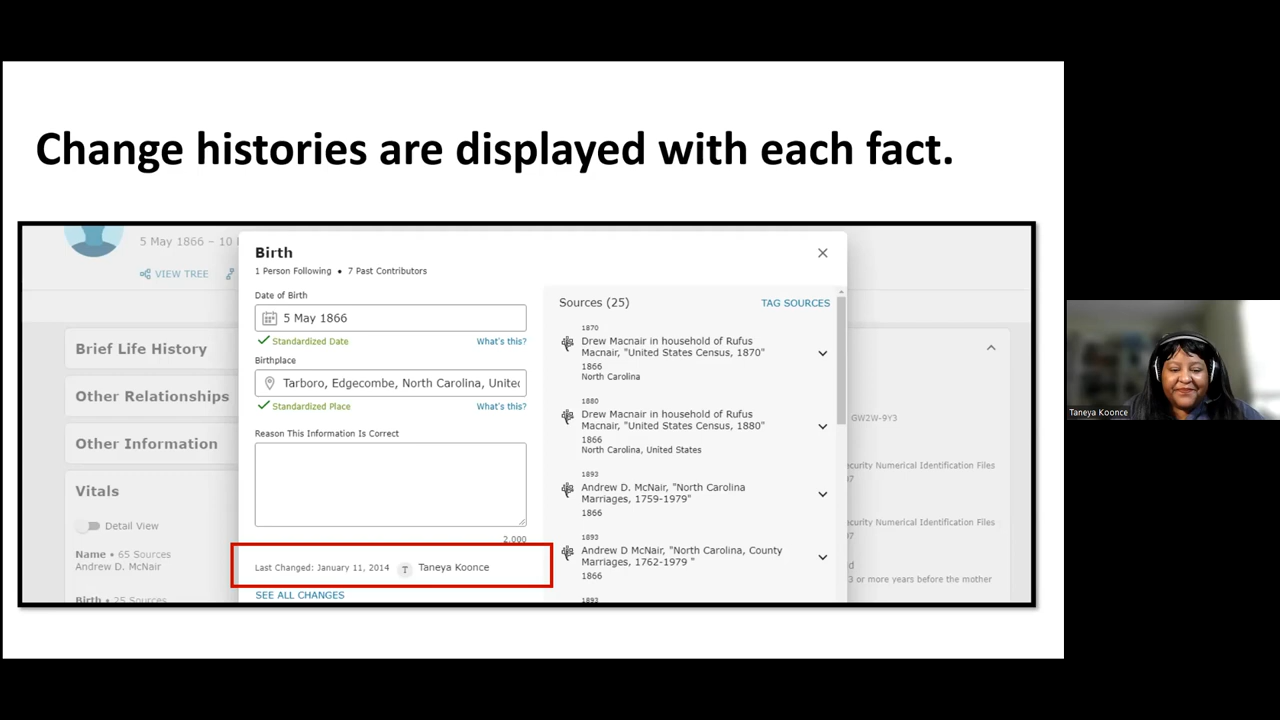 Change histories are displayed with each fact.
5 May 1866 – 10
VIEW TREE
Brief Life History
Other Relationships
Other Information
Vitals
Detail View
Name • 65 Sources
Andrew D. McNair
Birth • 25 Sources
Birth
1 Person Following • 7 Past Contributors
Date of Birth
5 May 1866
Standardized Date
What's this?
Birthplace
Tarboro, Edgecombe, North Carolina, Unite
Standardized Place
What's this?
Reason This Information Is Correct
2,000
Last Changed: January 11, 2014
T
Taneya Koonce
SEE ALL CHANGES
Sources (25)
TAG SOURCES
1870
Drew Macnair in household of Rufus
Macnair, "United States Census, 1870"
1866
North Carolina
1880
Drew Macnair in household of Rufus
Macnair, "United States Census, 1880"
1866
North Carolina, United States
1893
Andrew D. McNair, "North Carolina
Marriages, 1759-1979"
1866
1893
Andrew D McNair, "North Carolina, County
Marriages, 1762-1979 "
1866
1893
GW2W-9Y3
ecurity Numerical Identification Files
07
ecurity Numerical Identification Files
07
d
3 or more years before the mother
Taneya Koonce